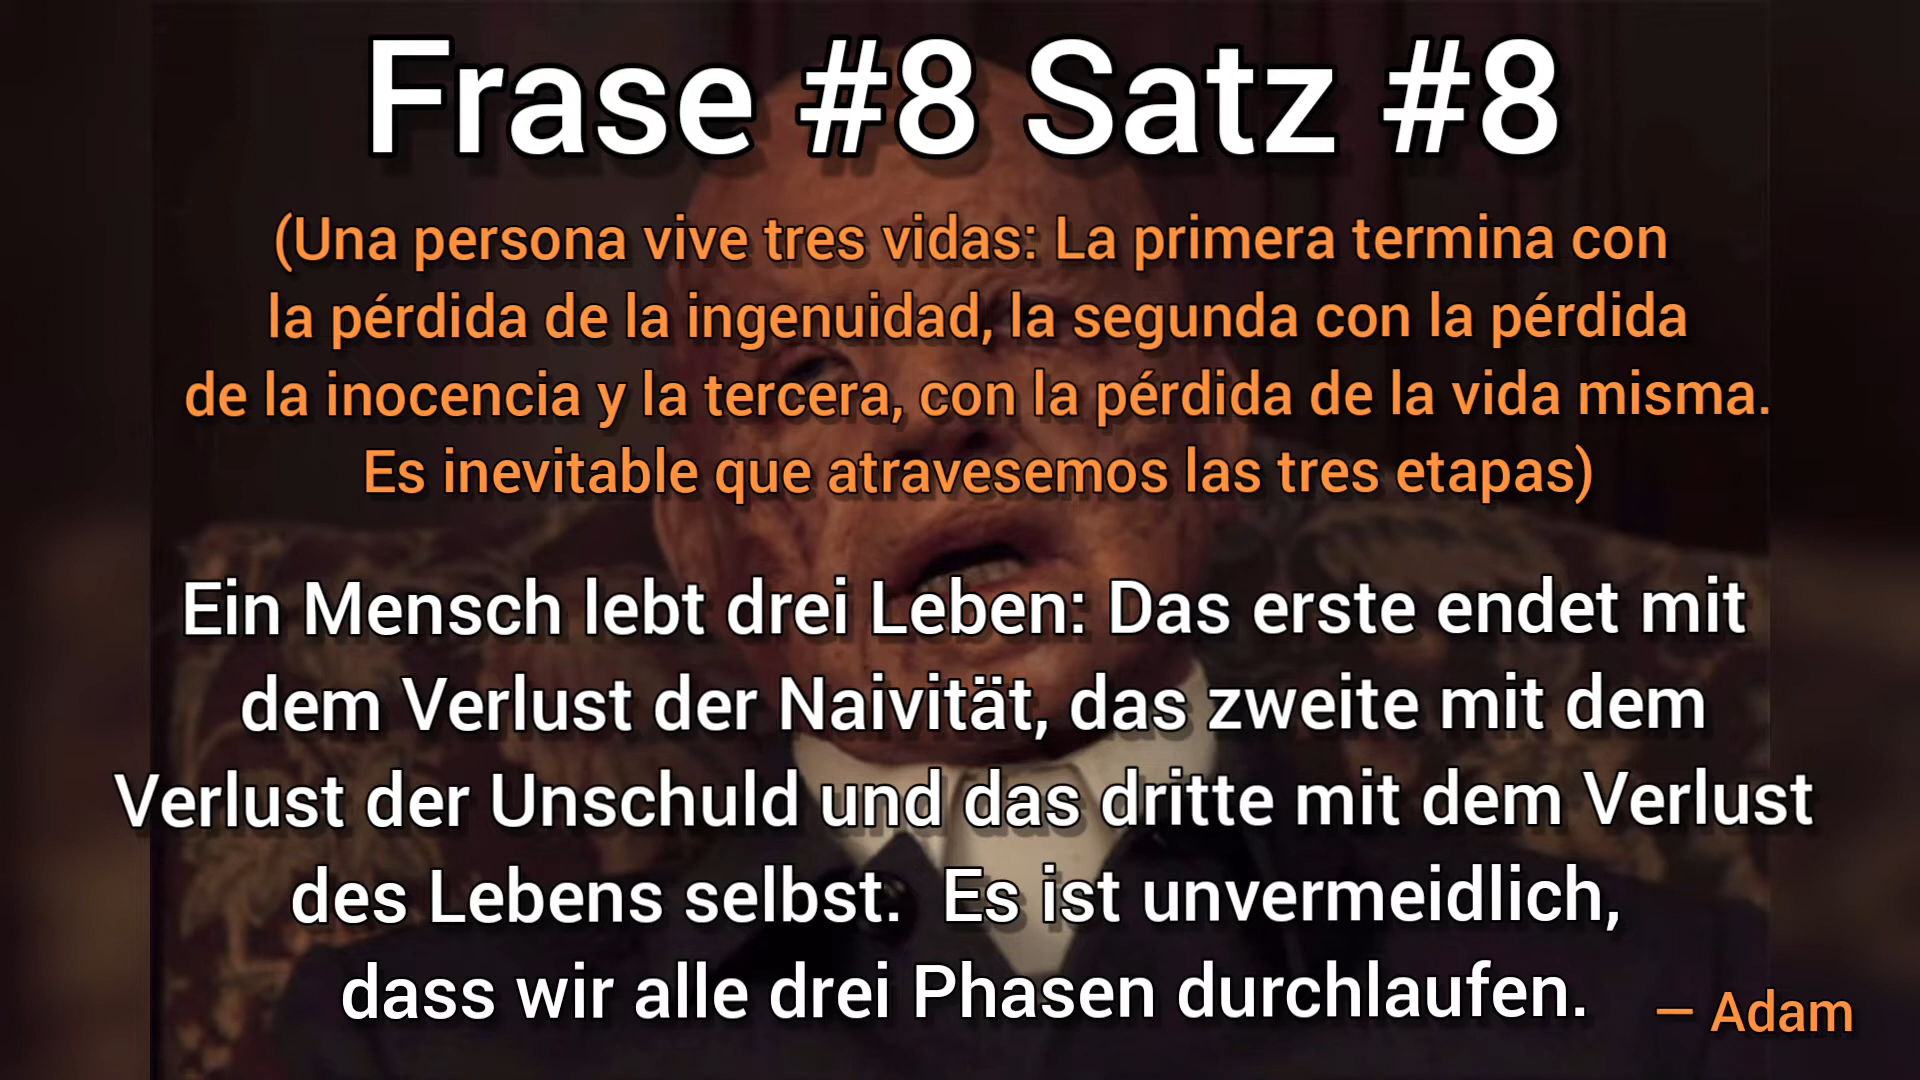 Frase #8 Satz #8
(Una persona vive tres vidas: La primera termina con
la pérdida de la ingenuidad, la segunda con la pérdida
de la inocencia y la tercera, con la pérdida de la vida misma.
Es inevitable que atravesemos las tres etapas)
Ein Mensch lebt drei Leben: Das erste endet mit
dem Verlust der Naivität, das zweite mit dem
Verlust der Unschuld und das dritte mit dem Verlust
des Lebens selbst.  Es ist unvermeidlich,
dass wir alle drei Phasen durchlaufen.
— Adam